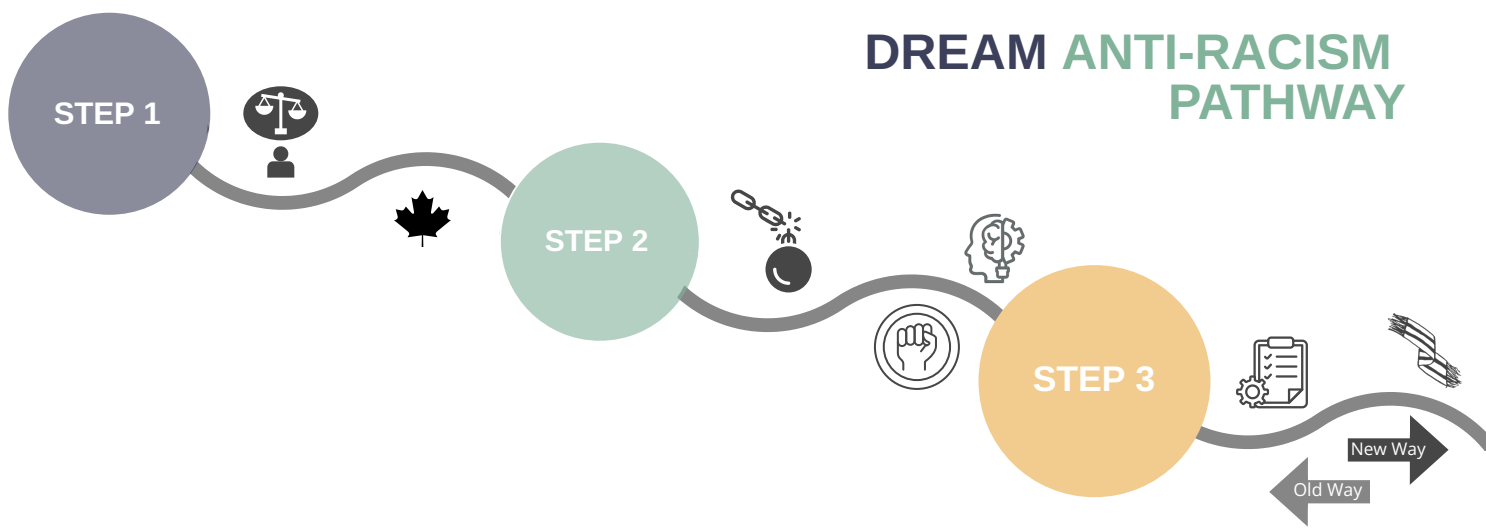 DREAM ANTI-RACISM
PATHWAY
STEP 1
STEP 2
STEP 3
New Way
Old Way